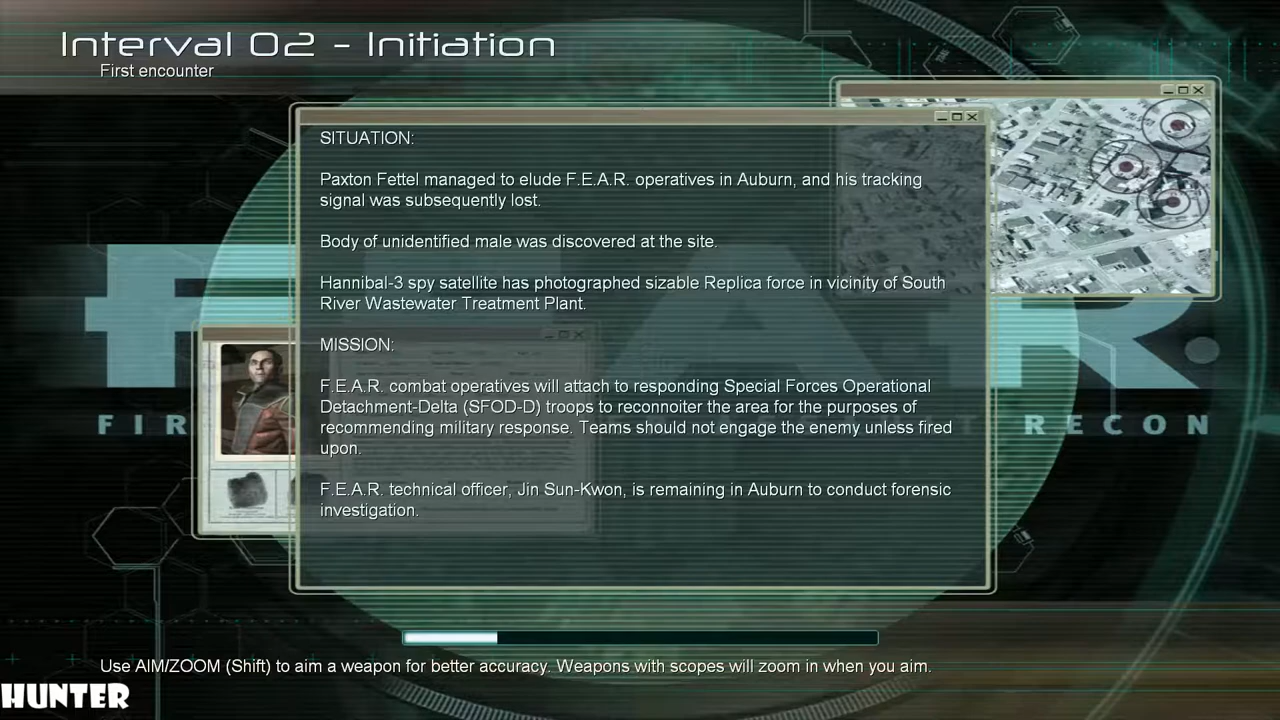 Interval 02 - Initiation
First encounter
SITUATION:
Paxton Fettel managed to elude F.E.A.R. operatives in Auburn, and his tracking
signal was subsequently lost.
Body of unidentified male was discovered at the site.
Hannibal-3 spy satellite has photographed sizable Replica force in vicinity of South
River Wastewater Treatment Plant.
MISSION:
F.E.A.R. combat operatives will attach to responding Special Forces Operational
Detachment-Delta (SFOD-D) troops to reconnoiter the area for the purposes of
recommending military response. Teams should not engage the enemy unless fired
upon.
F.E.A.R. technical officer, Jin Sun-Kwon, is remaining in Auburn to conduct forensic
investigation.
FIR
RECON
Use AIM/ZOOM (Shift) to aim a weapon for better accuracy. Weapons with scopes will zoom in when you aim.
HUNTER